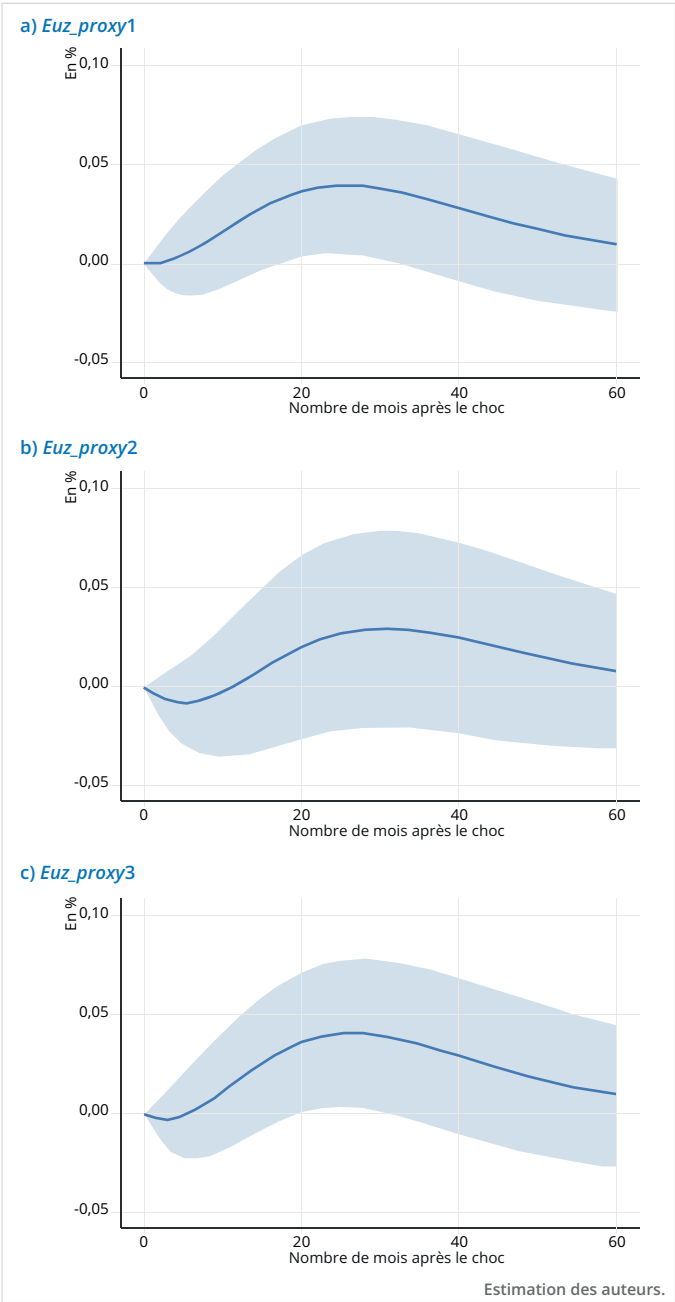 a) Euz_proxy1
En %
0,10
0,05
0,00
-0,05
0 20 40 60
Nombre de mois après le choc
b) Euz_proxy2
En %
0,10
0,05
0,00
-0,05
0 20 40 60
Nombre de mois après le choc
c) Euz_proxy3
En %
0,10
0,05
0,00
-0,05
0 20 40 60
Nombre de mois après le choc
Estimation des auteurs.